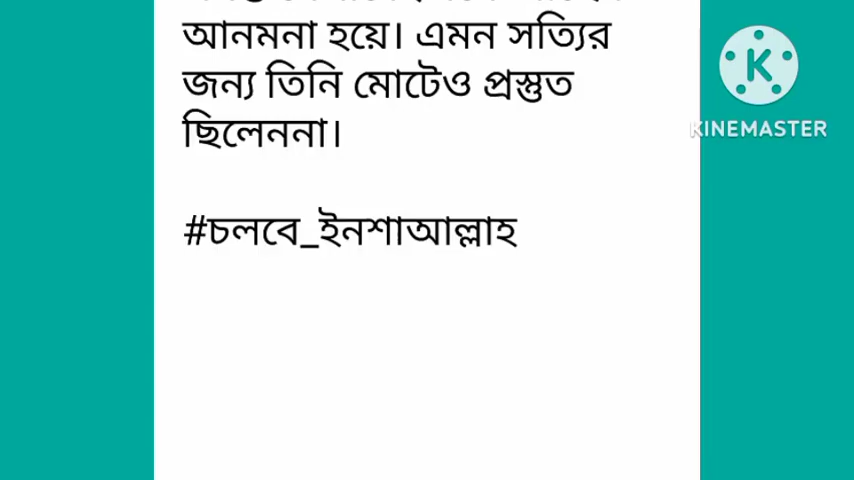 আনমনা হয়ে। এমন সত্যির
জন্য তিনি মোটেও প্রস্তুত
ছিলেননা।
#চলবে_ইনশাআল্লাহ
KINEMASTER